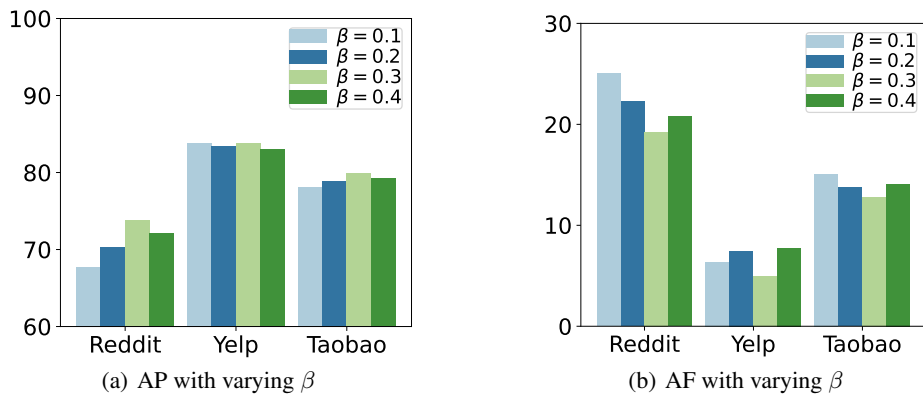 100
90
80
70
60
β = 0.1
β = 0.2
β = 0.3
β = 0.4
Reddit Yelp Taobao
(a) AP with varying β
30
20
10
0
β = 0.1
β = 0.2
β = 0.3
β = 0.4
Reddit Yelp Taobao
(b) AF with varying β